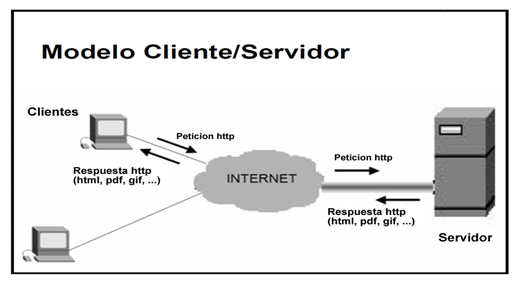 Modelo Cliente/Servidor
Clientes
Peticion http
Respuesta http
(html, pdf, gif, ...)
INTERNET
Peticion http
Respuesta http
(html, pdf, gif, ...)
Servidor